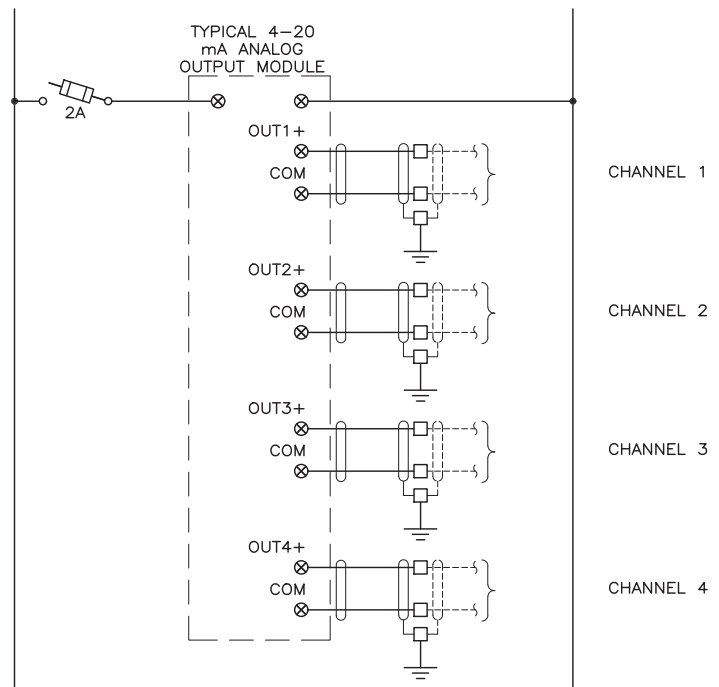 TYPICAL 4-20
mA ANALOG
OUTPUT MODULE
2A
OUT1+
COM
CHANNEL 1
OUT2+
COM
CHANNEL 2
OUT3+
COM
CHANNEL 3
OUT4+
COM
CHANNEL 4